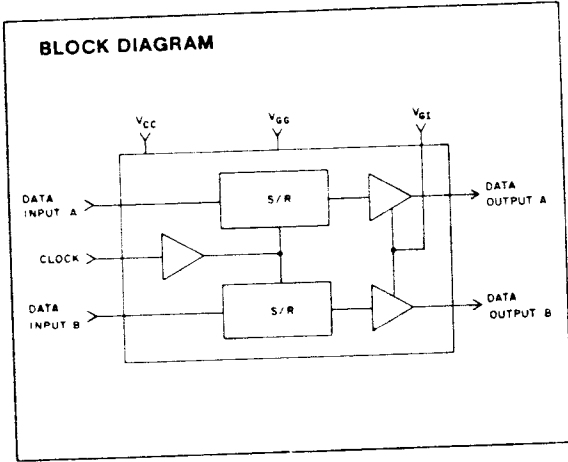 BLOCK DIAGRAM
VCC
VGG
VGI
DATA
INPUT A
S/R
DATA
OUTPUT A
CLOCK
DATA
INPUT B
S/R
DATA
OUTPUT B